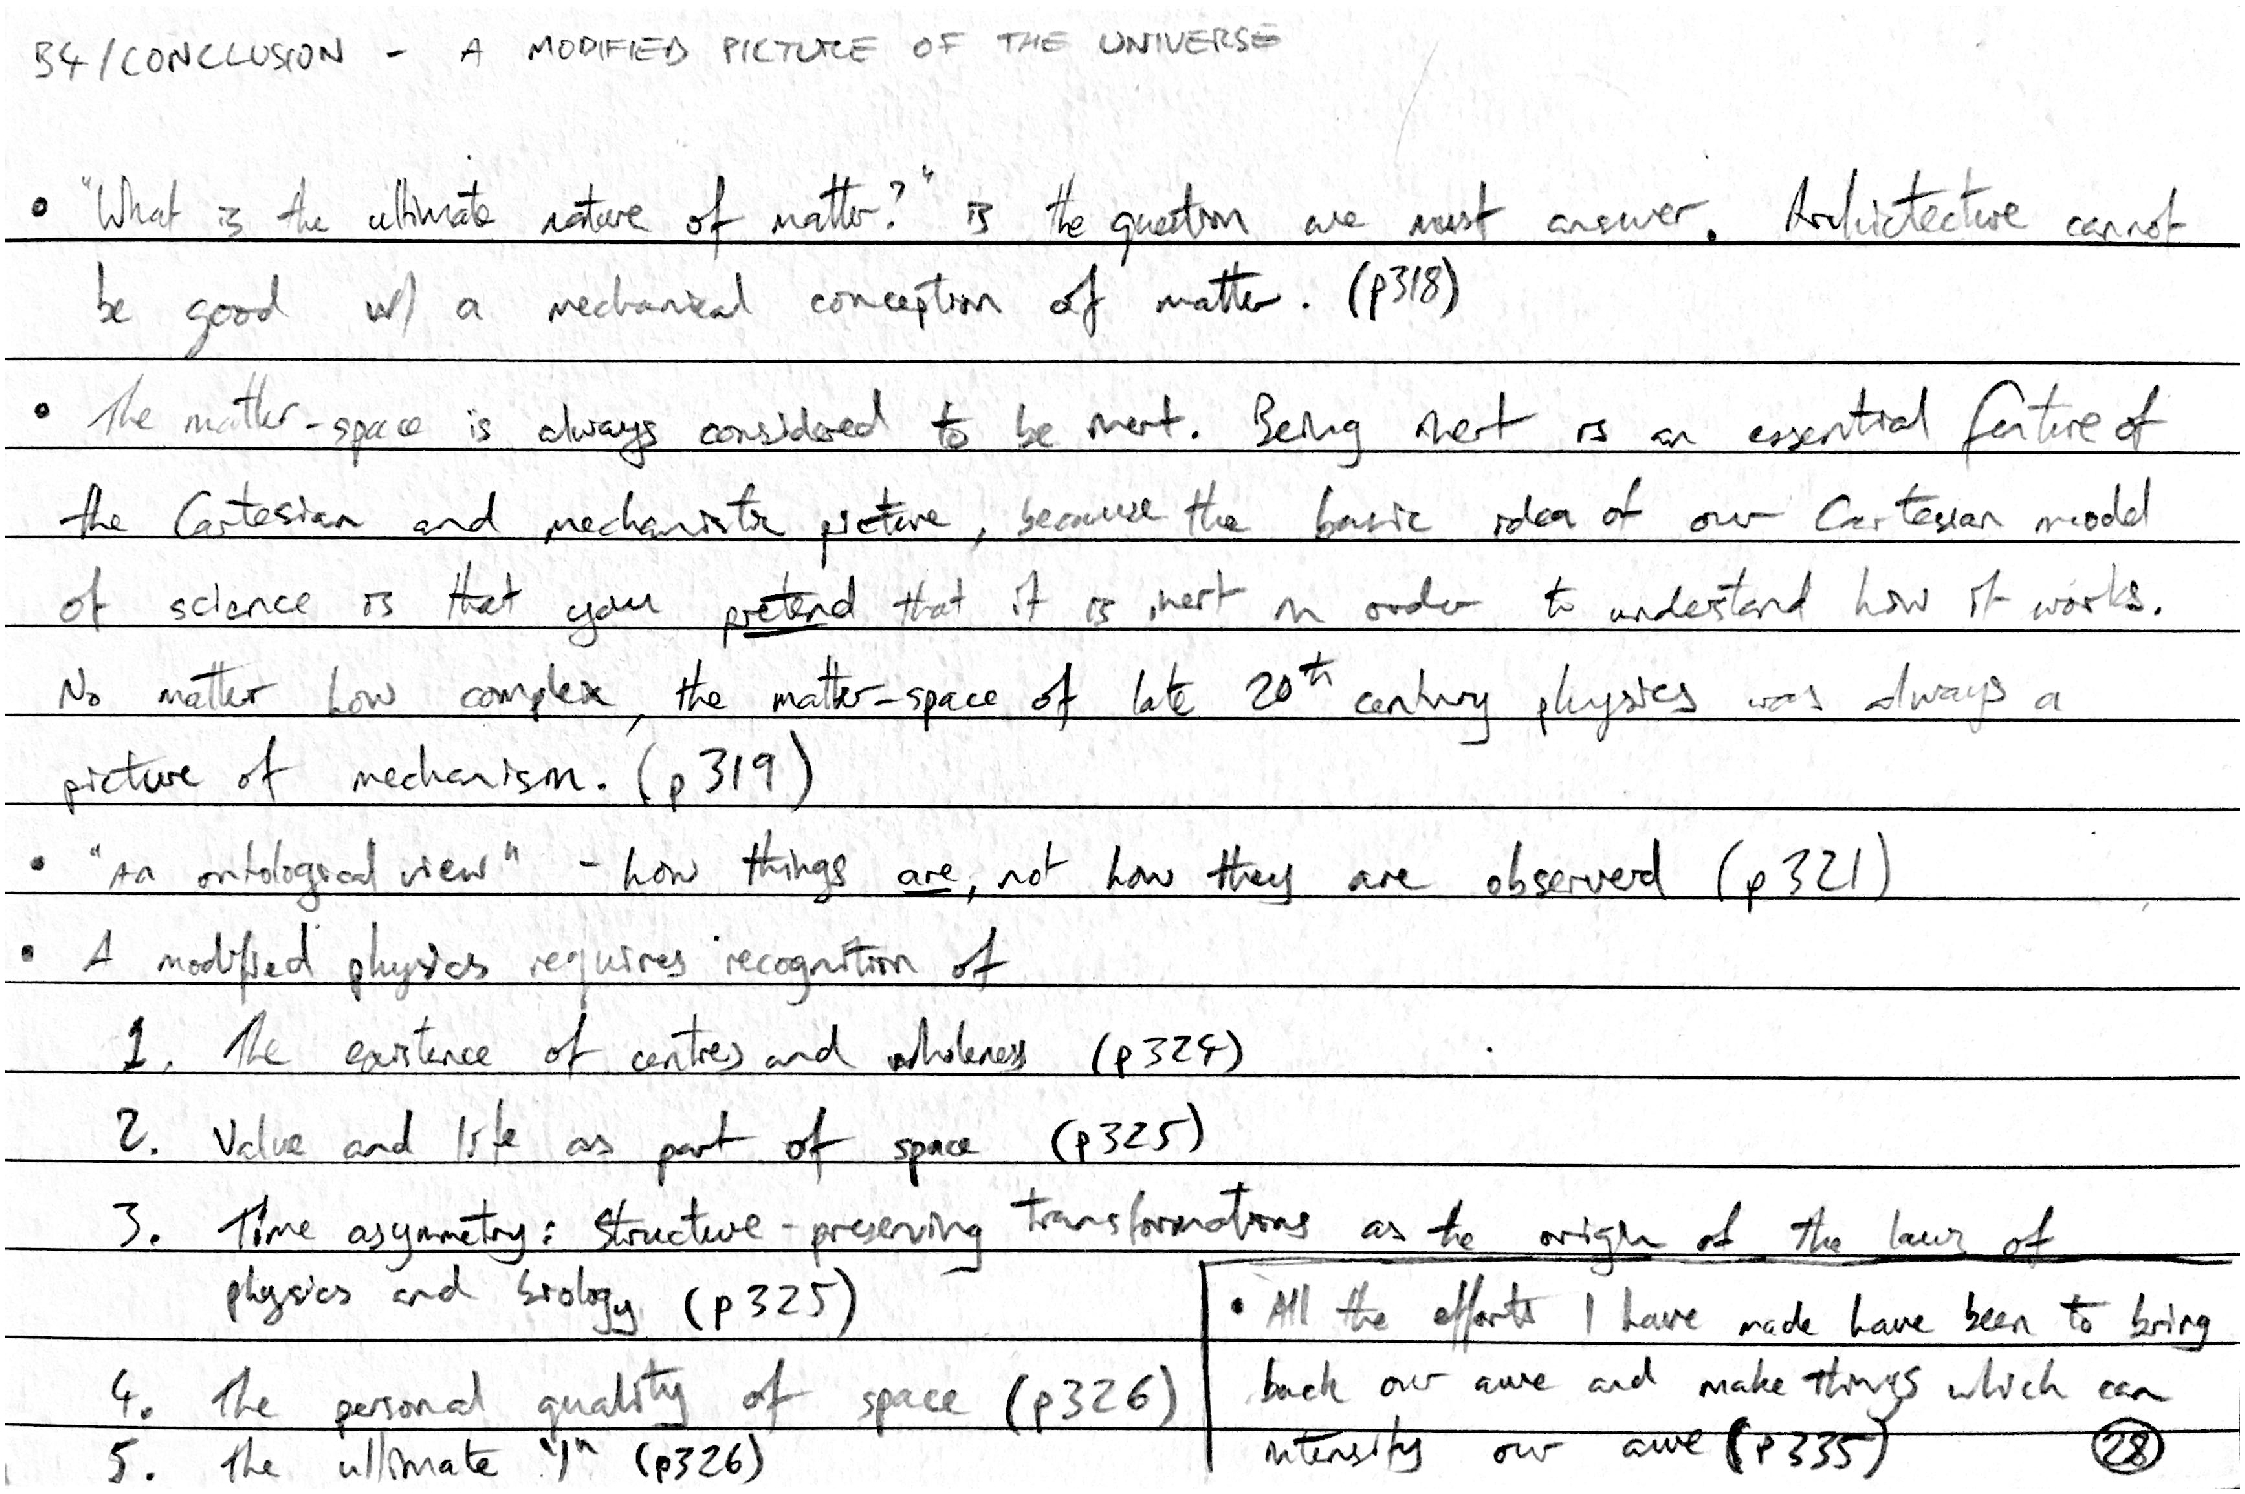 B4/CONCLUSION - A MODIFIED PICTURE OF THE UNIVERSE
• "What is the ultimate nature of matter?" is the question we must answer. Archictecture cannot
be good w/ a mechanical conception of matter. (p318)
• The matter-space is always considered to be inert. Being inert is an essential feature of
the Cartesian and mechanistic picture, because the basic idea of our Cartesian model
of science is that you pretend that it is inert in order to understand how it works.
No matter how complex, the matter-space of late 20th century physics was always a
picture of mechanism. (p319)
• "An ontological view" - how things are, not how they are observed (p321)
• A modified physics requires recognition of
1. The existence of centres and wholeness (p324)
2. Value and life as part of space (p325)
3. Time asymmetry: Structure-preserving transformations as the origin of the laws of
physics and biology (p325)
4. The personal quality of space (p326)
5. The ultimate "I" (p326)
• All the efforts I have made have been to bring
back our awe and make things which can
intensify our awe (p335)
28